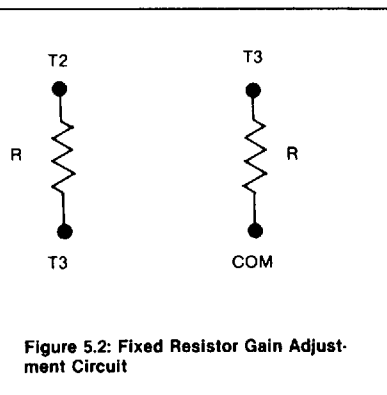 T2
T3
R
R
T3
COM
Figure 5.2: Fixed Resistor Gain Adjust-
ment Circuit